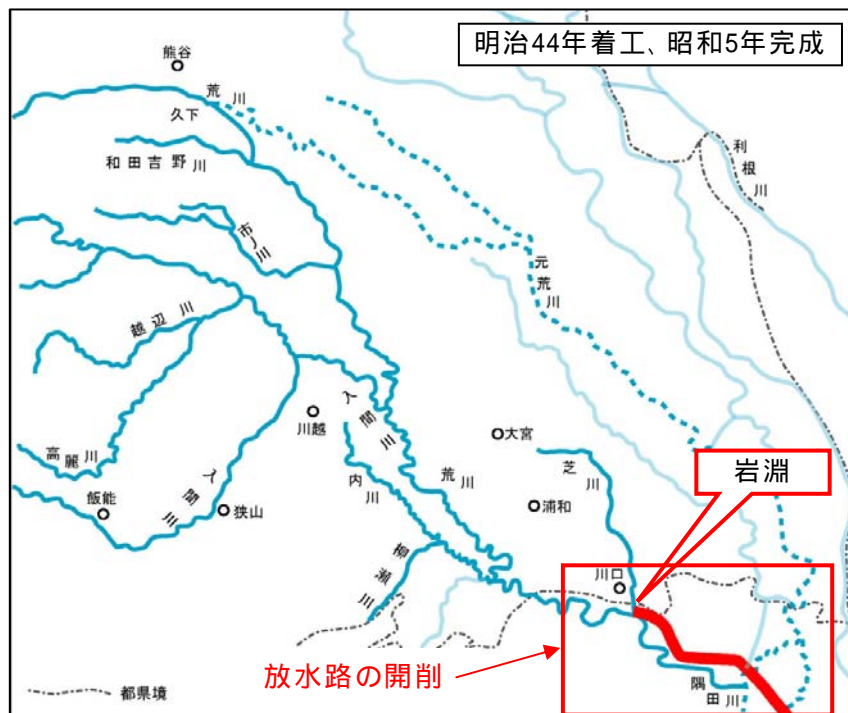 明治44年着工、昭和5年完成
熊谷
荒川
久下
和田吉野川
利根川
市ノ川
元荒川
越辺川
入間川
川越
大宮
高麗川
入間川
内川
荒川
芝川
岩淵
飯能
狭山
浦和
柳瀬川
川口
放水路の開削
隅田川
都県境